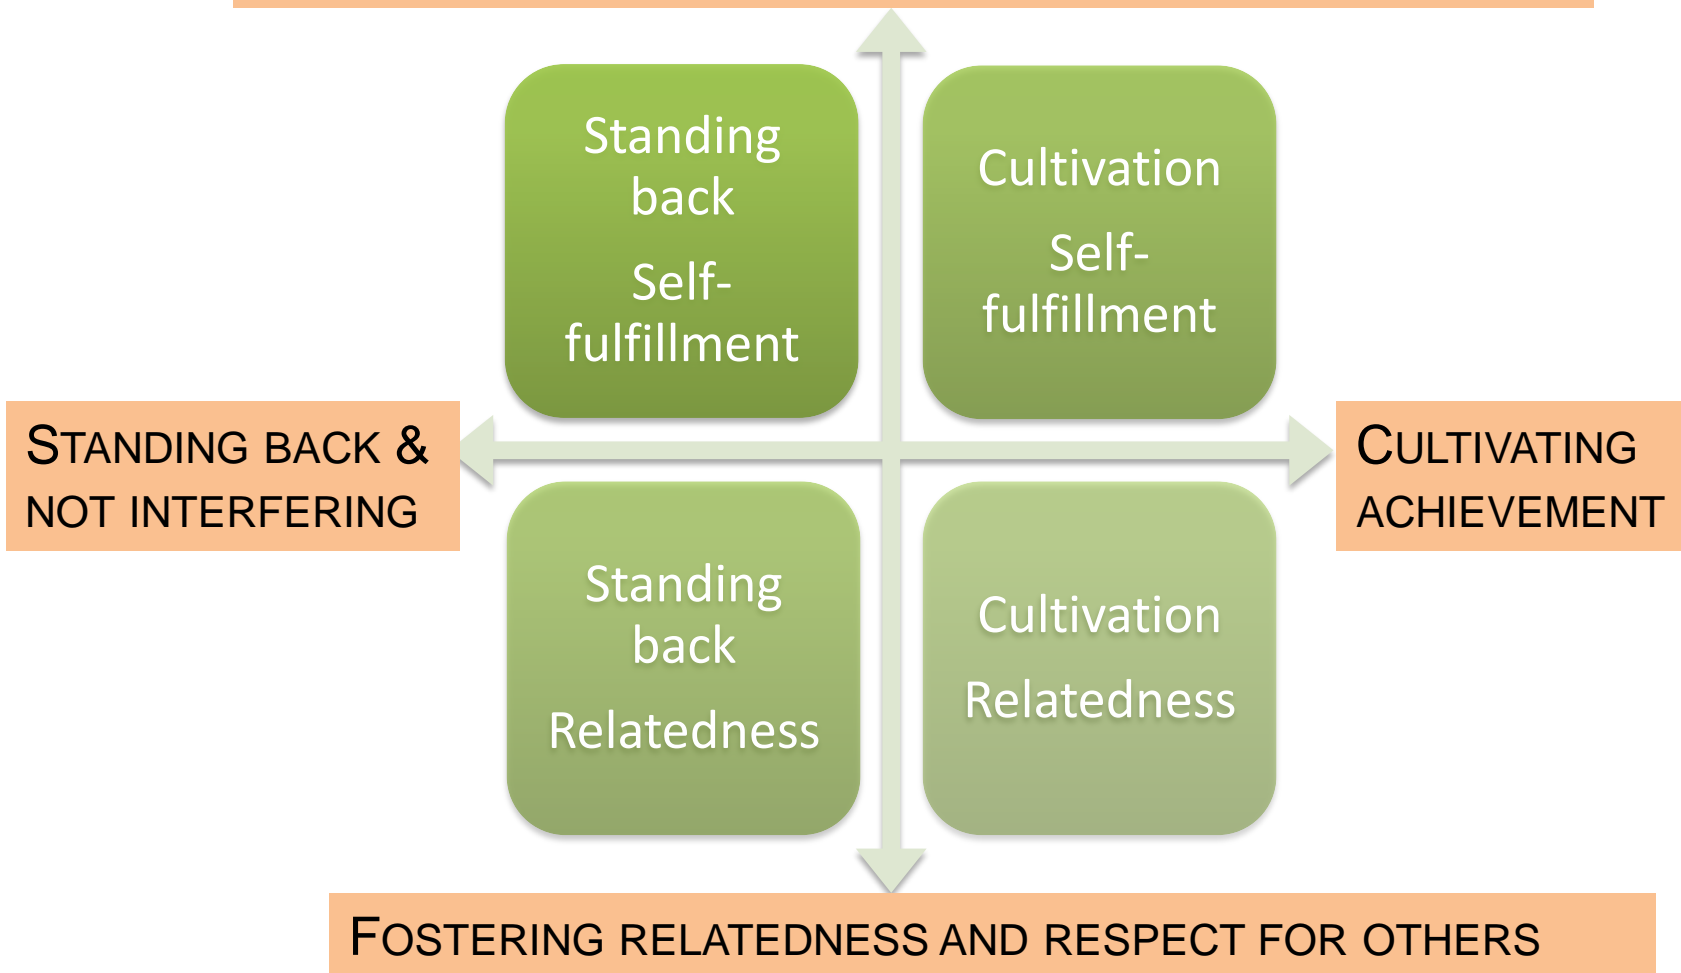 Standing
back
Self-
fulfillment
Cultivation
Self-
fulfillment
STANDING BACK &
NOT INTERFERING
CULTIVATING
ACHIEVEMENT
Standing
back
Relatedness
Cultivation
Relatedness
FOSTERING RELATEDNESS AND RESPECT FOR OTHERS